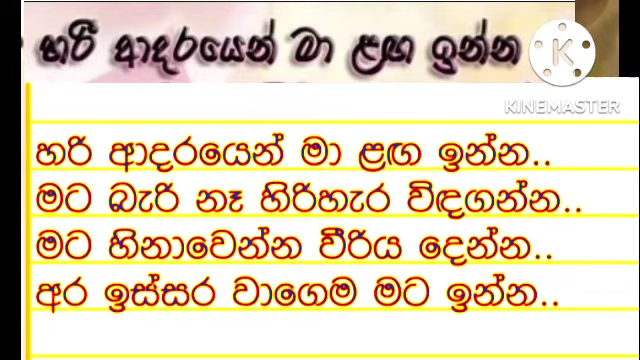 හරි ආදරයෙන් මා ළඟ ඉන්න
KINEMASTER
හරි ආදරයෙන් මා ළඟ ඉන්න..
මට බැරි නෑ හිරිහැර විඳගන්න..
මට හිනාවෙන්න වීරිය දෙන්න..
අර ඉස්සර වාගෙම මට ඉන්න..